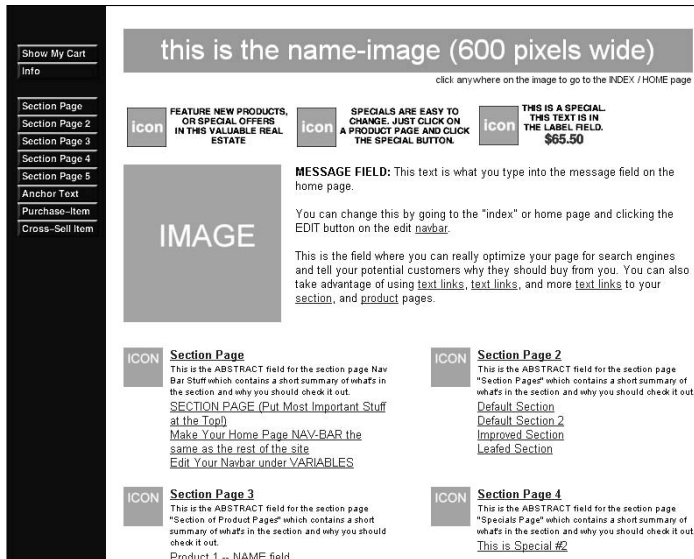 Show My Cart
Info
Section Page
Section Page 2
Section Page 3
Section Page 4
Section Page 5
Anchor Text
Purchase-Item
Cross-Sell Item
this is the name-image (600 pixels wide)
click anywhere on the image to go to the INDEX / HOME page
icon
FEATURE NEW PRODUCTS,
OR SPECIAL OFFERS
IN THIS VALUABLE REAL
ESTATE
icon
SPECIALS ARE EASY TO
CHANGE. JUST CLICK ON
A PRODUCT PAGE AND CLICK
THE SPECIAL BUTTON.
icon
THIS IS A SPECIAL.
THIS TEXT IS IN
THE LABEL FIELD.
$65.50
IMAGE
MESSAGE FIELD: This text is what you type into the message field on the
home page.
You can change this by going to the "index" or home page and clicking the
EDIT button on the edit navbar.
This is the field where you can really optimize your page for search engines
and tell your potential customers why they should buy from you. You can also
take advantage of using text links, text links, and more text links to your
section, and product pages.
ICON
Section Page
This is the ABSTRACT field for the section page Nav
Bar Stuff which contains a short summary of what's in
the section and why you should check it out.
SECTION PAGE (Put Most Important Stuff
at the Top!)
Make Your Home Page NAV-BAR the
same as the rest of the site
Edit Your Navbar under VARIABLES
ICON
Section Page 2
This is the ABSTRACT field for the section page
"Section Pages" which contains a short summary of
what's in the section and why you should check it out
Default Section
Default Section 2
Improved Section
Leafed Section
ICON
Section Page 3
This is the ABSTRACT field for the section page
"Section of Product Pages" which contains a short
summary of what's in the section and why you should
check it out.
Product 1 -- NAME field
ICON
Section Page 4
This is the ABSTRACT field for the section page
"Specials Page" which contains a short summary of
what's in the section and why you should check it out
This is Special #2